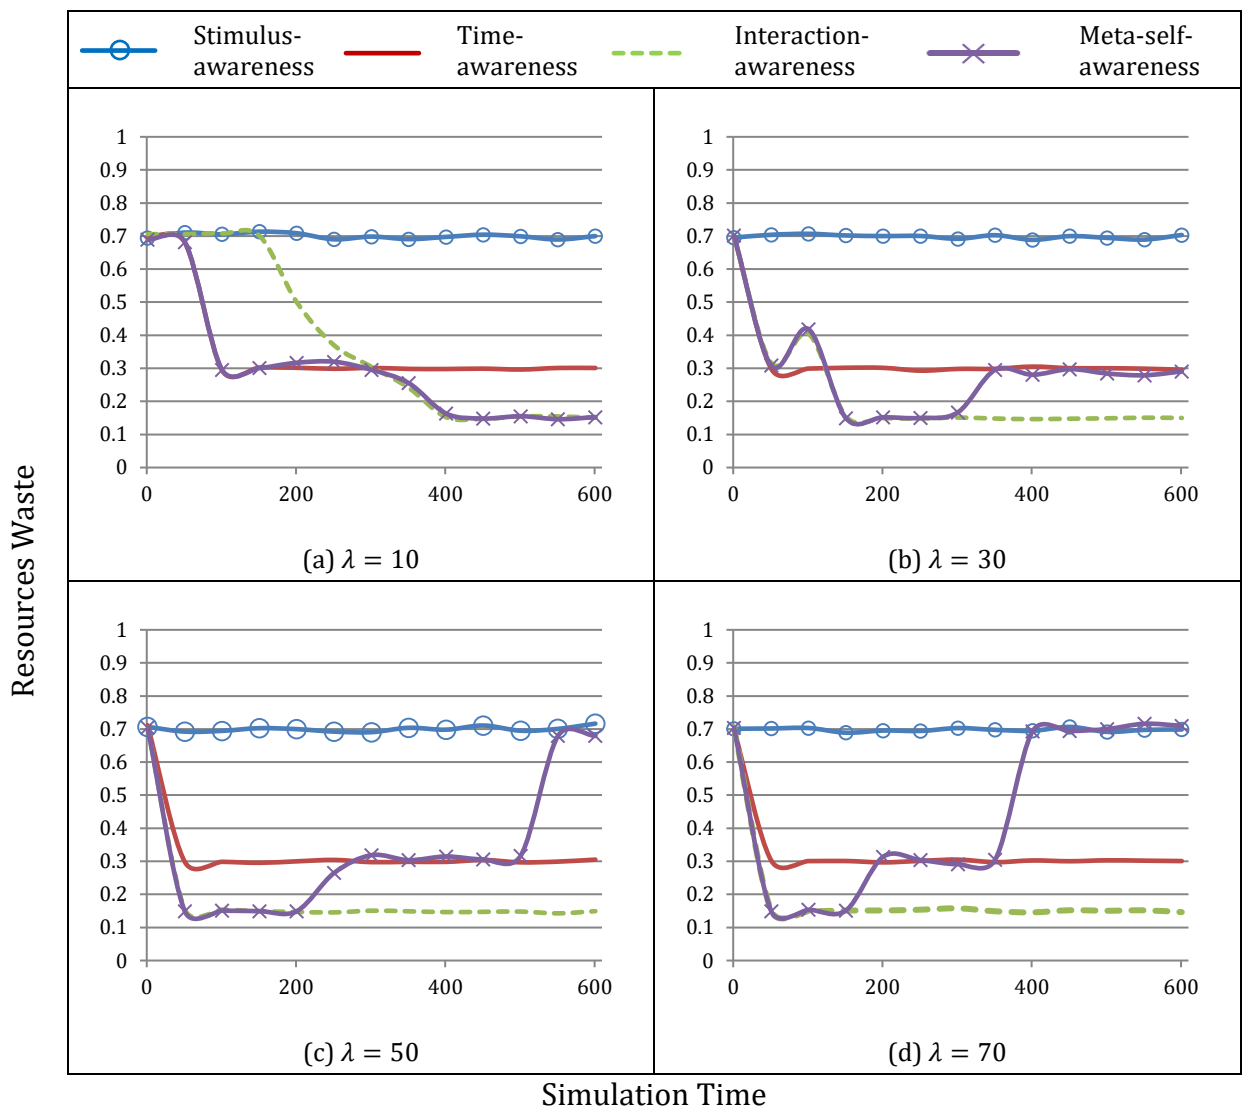 Stimulus-
awareness
Time-
awareness
Interaction-
awareness
Meta-self-
awareness
1
0.9
0.8
0.7
0.6
0.5
0.4
0.3
0.2
0.1
0
0 200 400 600
(a) λ = 10
1
0.9
0.8
0.7
0.6
0.5
0.4
0.3
0.2
0.1
0
0 200 400 600
(b) λ = 30
Resources Waste
1
0.9
0.8
0.7
0.6
0.5
0.4
0.3
0.2
0.1
0
0 200 400 600
(c) λ = 50
1
0.9
0.8
0.7
0.6
0.5
0.4
0.3
0.2
0.1
0
0 200 400 600
(d) λ = 70
Simulation Time